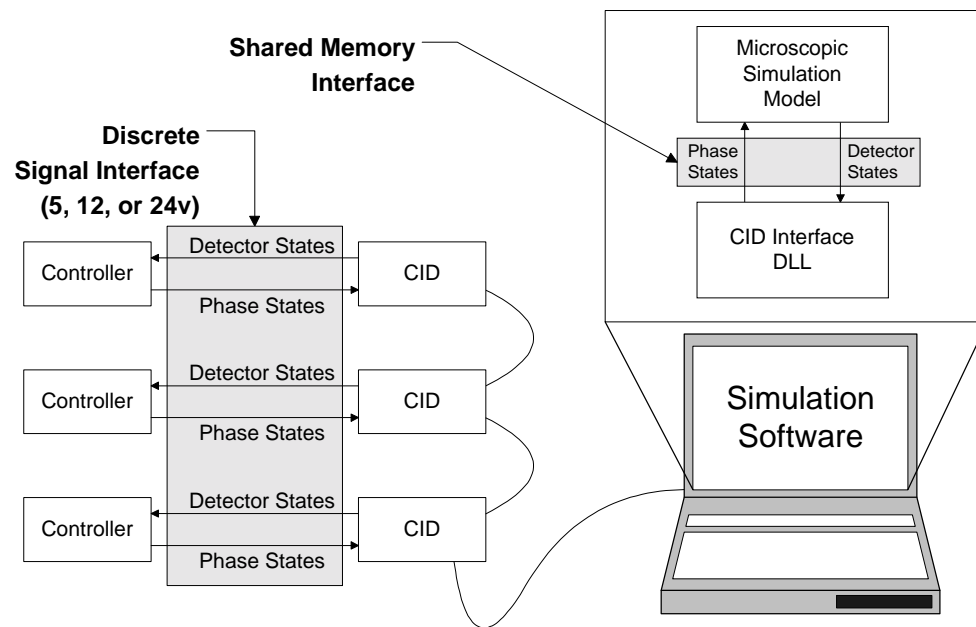 Shared Memory
Interface
Microscopic
Simulation
Model
Phase
States
Detector
States
CID Interface
DLL
Discrete
Signal Interface
(5, 12, or 24v)
Controller
Detector States
Phase States
CID
Controller
Detector States
Phase States
CID
Controller
Detector States
Phase States
CID
Simulation
Software